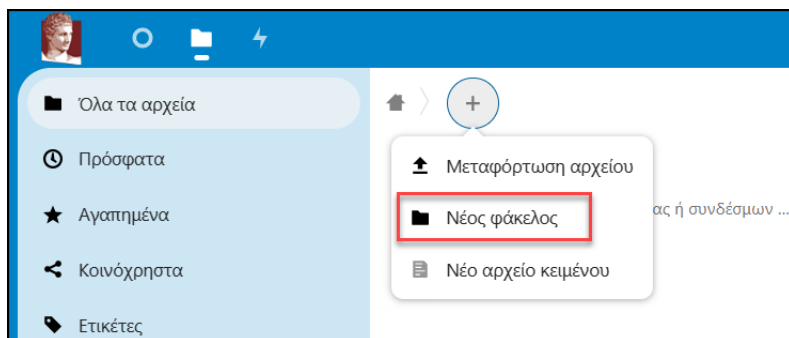 Όλα τα αρχεία
Πρόσφατα
Αγαπημένα
Κοινόχρηστα
Ετικέτες
Μεταφόρτωση αρχείου
Νέος φάκελος
ας ή συνδέσμων ...
Νέο αρχείο κειμένου